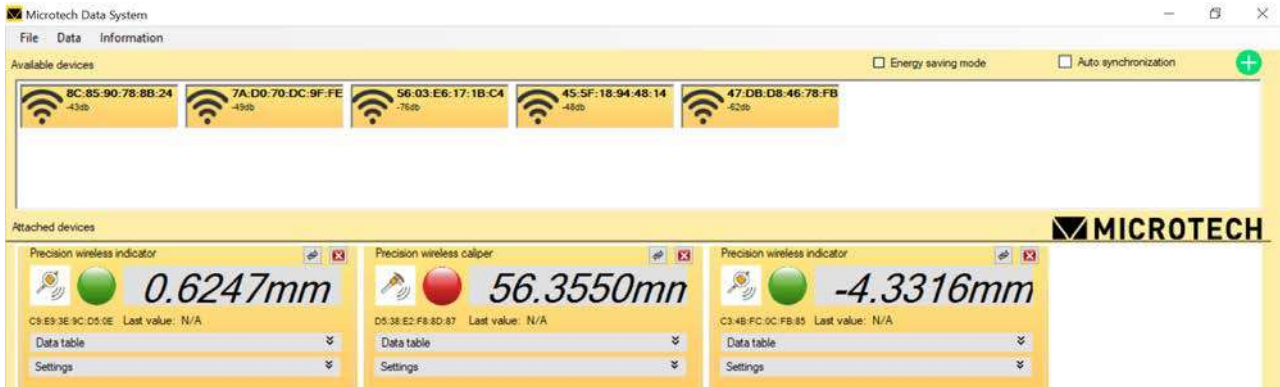 Microtech Data System
File Data Information
Available devices
Energy saving mode
Auto synchronization
8C:85:90:78:8B:24
-43db
7A:D0:70:DC:9F:FE
-49db
56:03:E6:17:1B:C4
-76db
45:5F:18:94:48:14
-48db
47:DB:D8:46:78:FB
-62db
Attached devices
MICROTECH
Precision wireless indicator
0.6247mm
C9:E9:3E:9C:D5:0E Last value: N/A
Data table
Settings
Precision wireless caliper
56.3550mn
D5:38:E2:F8:8D:87 Last value: N/A
Data table
Settings
Precision wireless indicator
-4.3316mm
C3:4B:FC:0C:FB:85 Last value: N/A
Data table
Settings